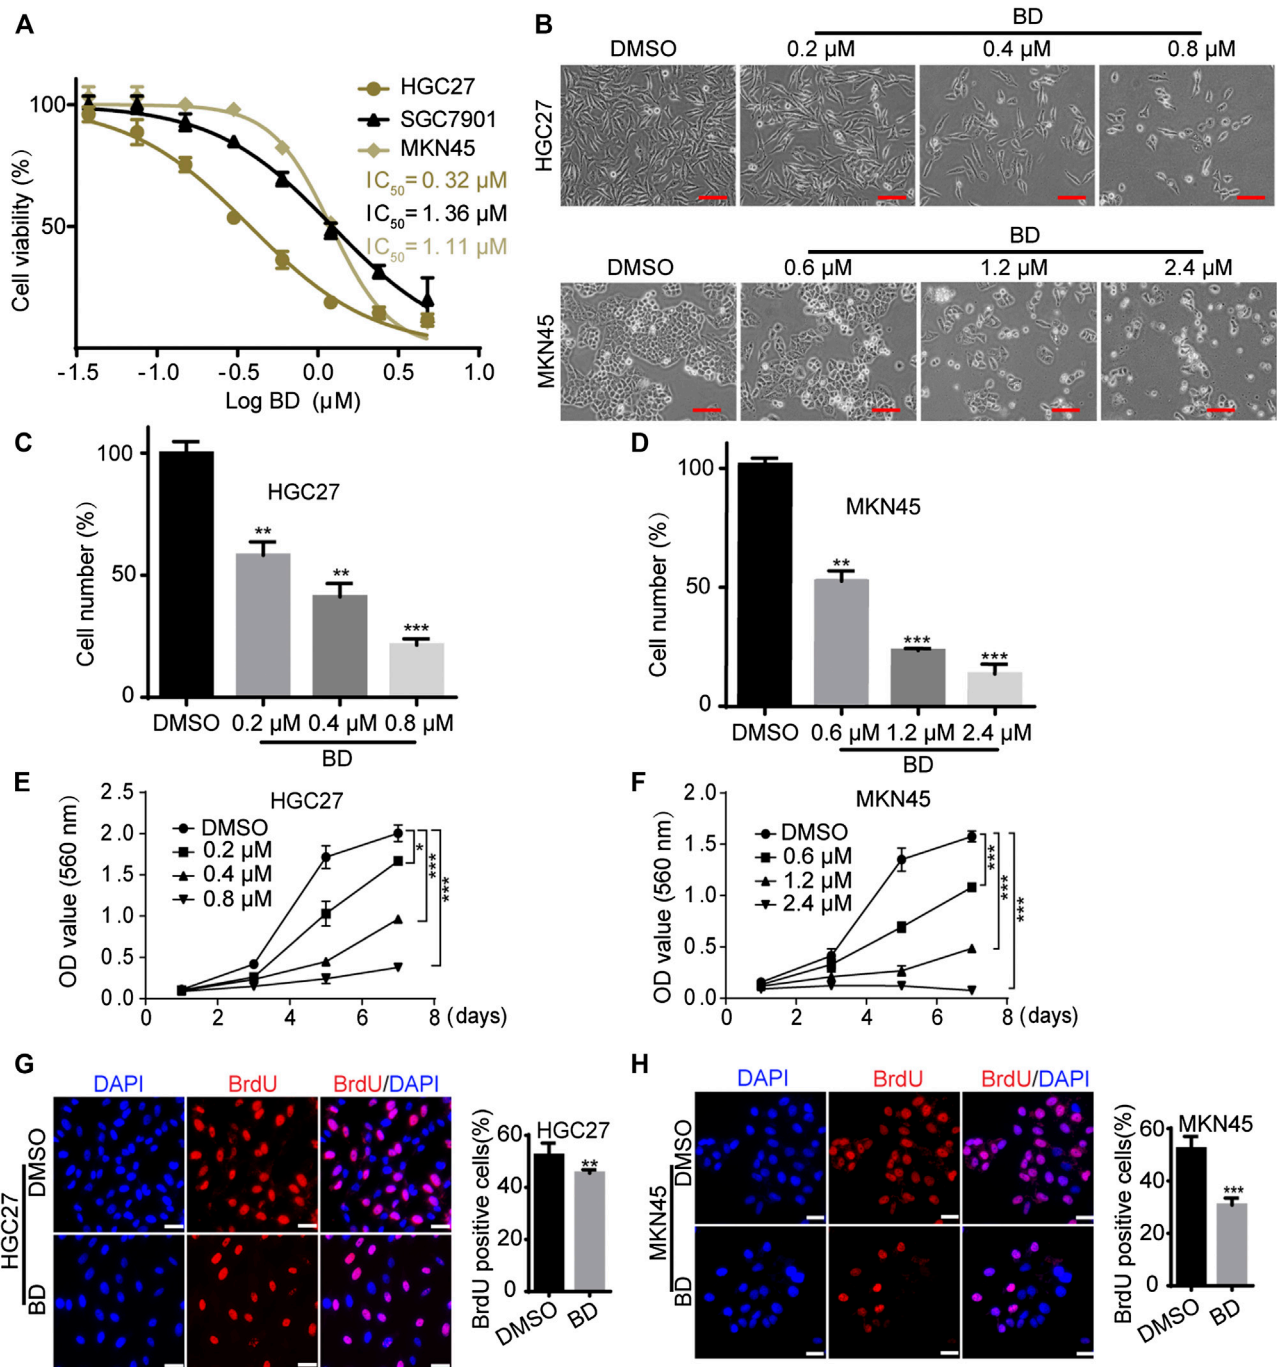 A
Cell viability (%)
100
50
-1.5 -1.0 -0.5 0.0 0.5 1.0
Log BD (µM)
HGC27
SGC7901
MKN45
IC50=0.32 µM
IC50=1.36 µM
IC50=1.11 µM
B
BD
DMSO 0.2 µM 0.4 µM 0.8 µM
HGC27
BD
DMSO 0.6 µM 1.2 µM 2.4 µM
MKN45
C
HGC27
Cell number (%)
100
50
0
**
**
***
DMSO 0.2 µM 0.4 µM 0.8 µM
BD
D
MKN45
Cell number (%)
100
50
0
**
***
***
DMSO 0.6 µM 1.2 µM 2.4 µM
BD
E
HGC27
OD value (560 nm)
2.5
2.0
1.5
1.0
0.5
0.0
DMSO
0.2 µM
0.4 µM
0.8 µM
*
***
***
0 2 4 6 8 (days)
F
MKN45
OD value (560 nm)
2.0
1.5
1.0
0.5
0.0
DMSO
0.6 µM
1.2 µM
2.4 µM
***
***
***
0 2 4 6 8 (days)
G
DAPI BrdU BrdU/DAPI
HGC27
DMSO
BD
HGC27
BrdU positive cells(%)
60
40
20
0
**
DMSO BD
H
DAPI BrdU BrdU/DAPI
MKN45
DMSO
BD
MKN45
BrdU positive cells(%)
60
40
20
0
***
DMSO BD